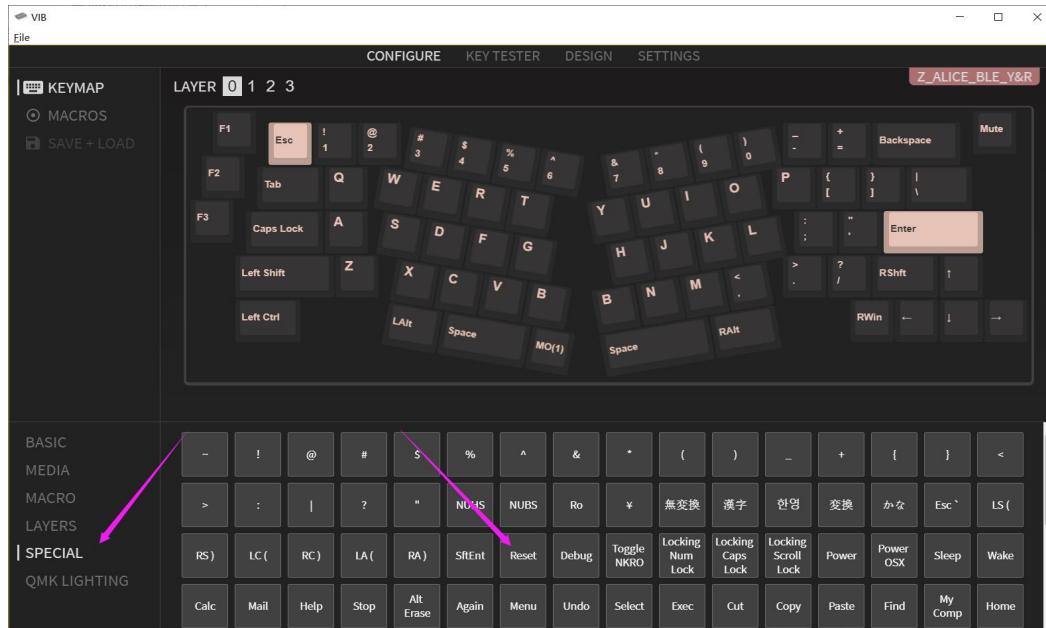 VIB
File
CONFIGURE KEY TESTER DESIGN SETTINGS
KEYMAP
MACROS
SAVE + LOAD
LAYER 0 1 2 3
Z_ALICE_BLE_Y&R
F1 Esc ! 1 @ 2 # 3 $ 4 % 5 ^ 6 & 7 * 8 ( 9 ) 0 _ - + = Backspace Mute
F2 Tab Q W E R T Y U I O P { [ } ] | \
F3 Caps Lock A S D F G H J K L : ; " ' Enter
Left Shift Z X C V B B N M < , > . ? / RShft ↑
Left Ctrl LAlt Space MO(1) Space RAlt RWin ← ↓ →
BASIC
MEDIA
MACRO
LAYERS
SPECIAL
QMK LIGHTING
~ ! @ # $ % ^ & * ( ) _ + { } <
> : | ? " NUHS NUBS Ro ¥ 無変換 漢字 한영 変換 かな Esc ` LS (
RS ) LC ( RC ) LA ( RA ) SftEnt Reset Debug Toggle NKRO Locking Num Lock Locking Caps Lock Locking Scroll Lock Power Power OSX Sleep Wake
Calc Mail Help Stop Alt Erase Again Menu Undo Select Exec Cut Copy Paste Find My Comp Home